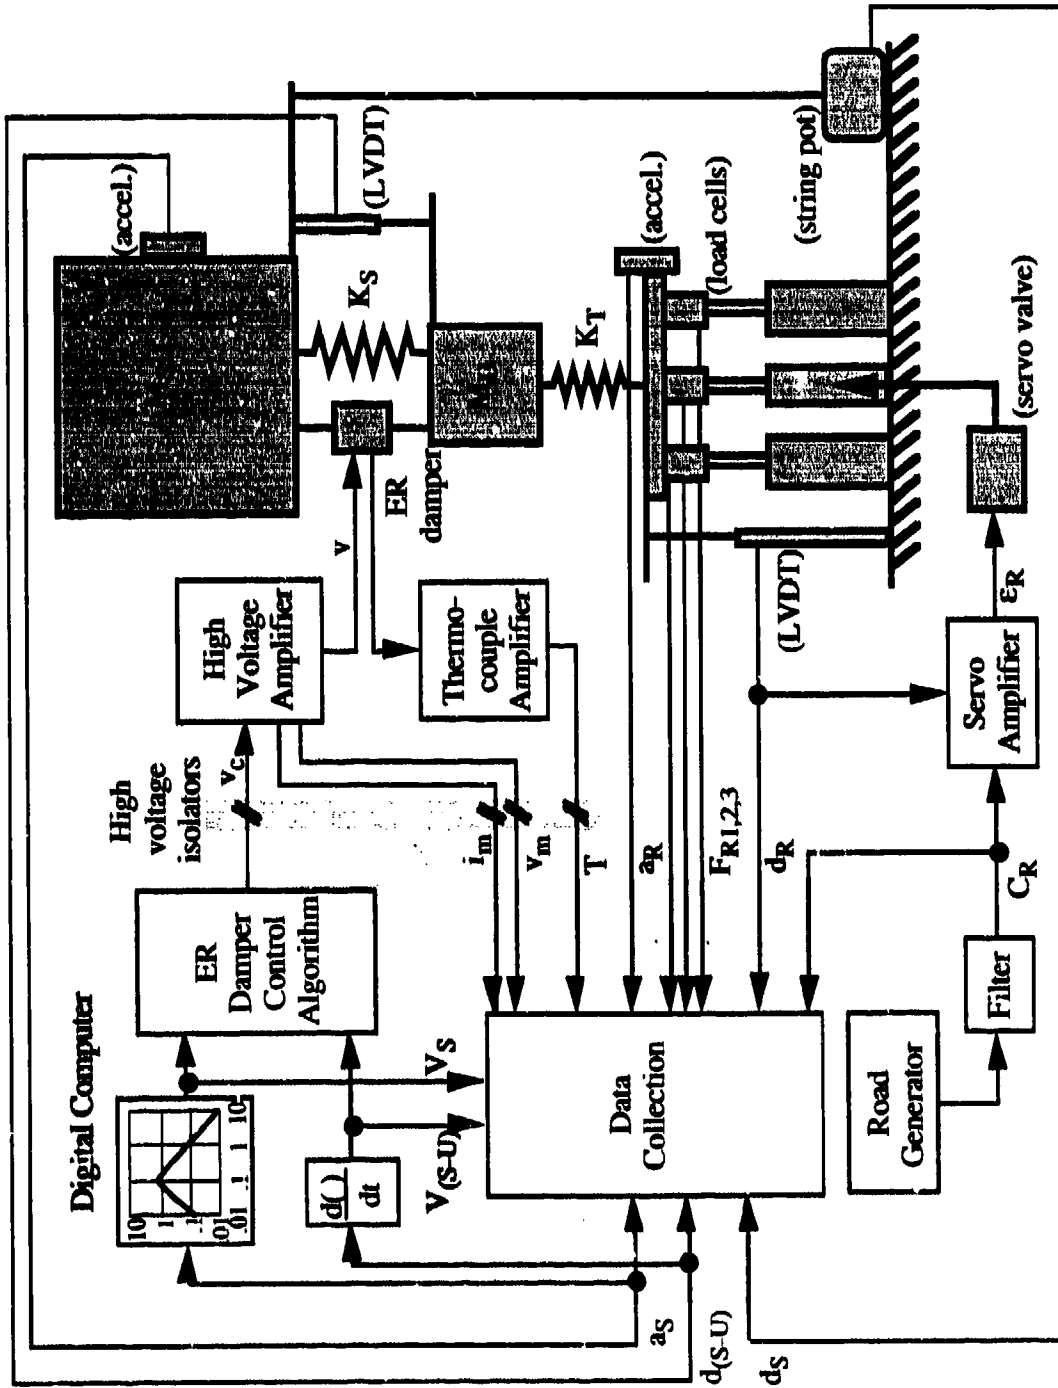 Digital Computer
10
1
.1
.01
.01
.1
1
10
d( )
dt
ER
Damper
Control
Algorithm
High
voltage
isolators
v_c
High
Voltage
Amplifier
v
ER
damper
Thermo-
couple
Amplifier
(accel.)
(LVDT)
K_S
K_T
(accel.)
(load cells)
(string pot)
(servo valve)
(LVDT)
V_S
V_(S-U)
i_m
v_m
T
a_R
F_R1,2,3
d_R
Data
Collection
a_S
d_(S-U)
d_S
Road
Generator
Filter
C_R
Servo
Amplifier
ε_R